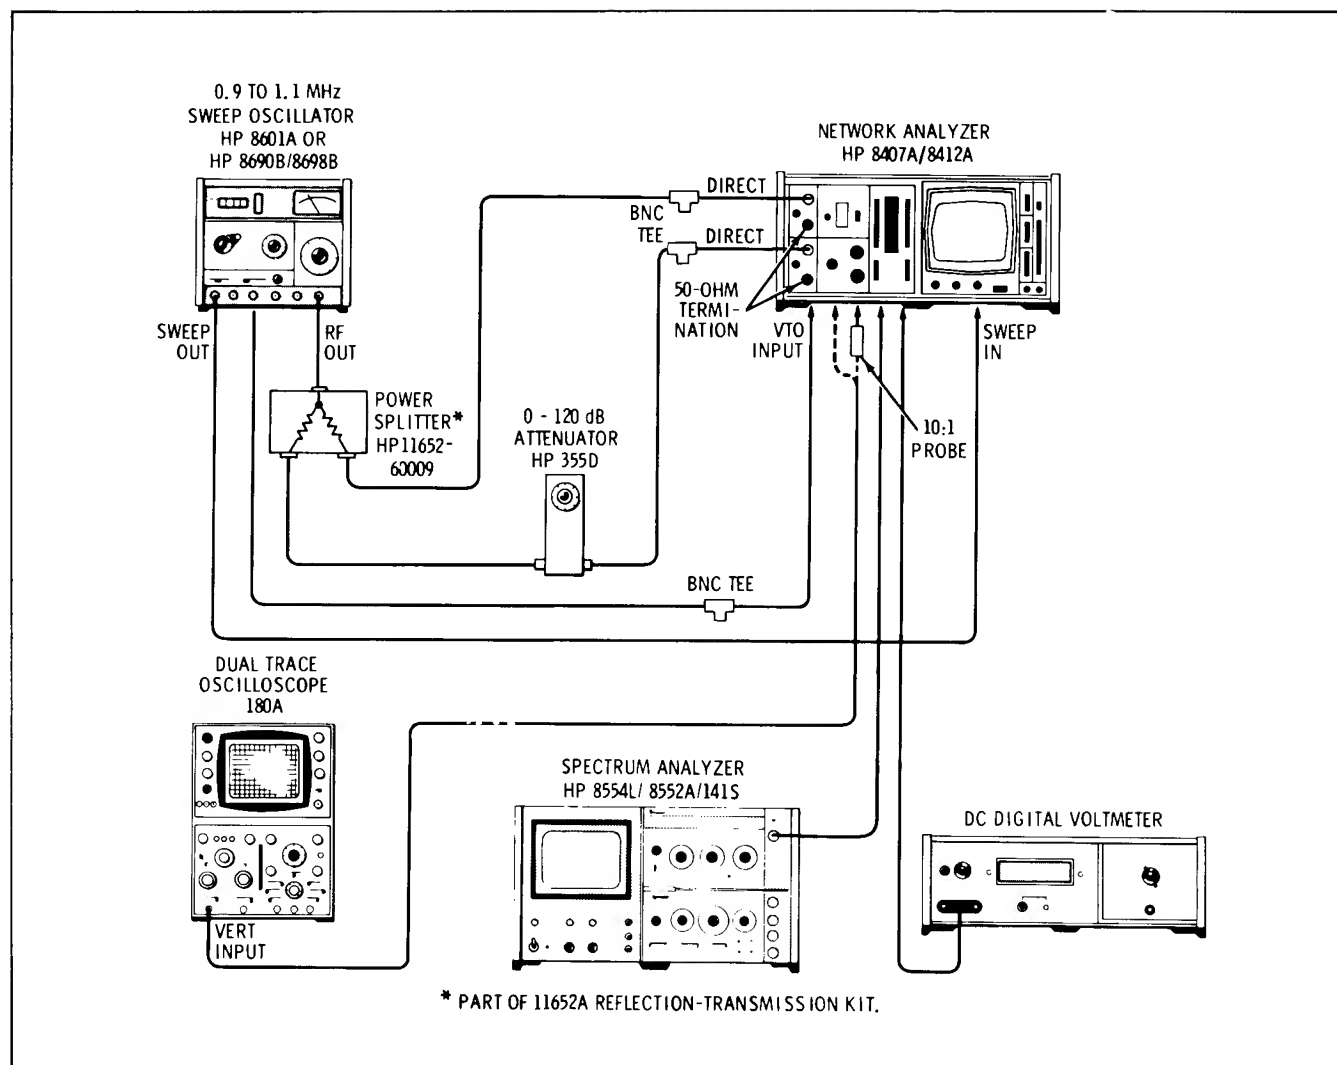 0.9 TO 1.1 MHz
SWEEP OSCILLATOR
HP 8601A OR
HP 8690B/8698B
NETWORK ANALYZER
HP 8407A/8412A
DIRECT
BNC
TEE
DIRECT
50-OHM
TERMI-
NATION
SWEEP
OUT
RF
OUT
VTO
INPUT
SWEEP
IN
POWER
SPLITTER*
HP11652-
60009
0 - 120 dB
ATTENUATOR
HP 355D
10:1
PROBE
BNC TEE
DUAL TRACE
OSCILLOSCOPE
180A
SPECTRUM ANALYZER
HP 8554L/ 8552A/141S
DC DIGITAL VOLTMETER
VERT
INPUT
* PART OF 11652A REFLECTION-TRANSMISSION KIT.